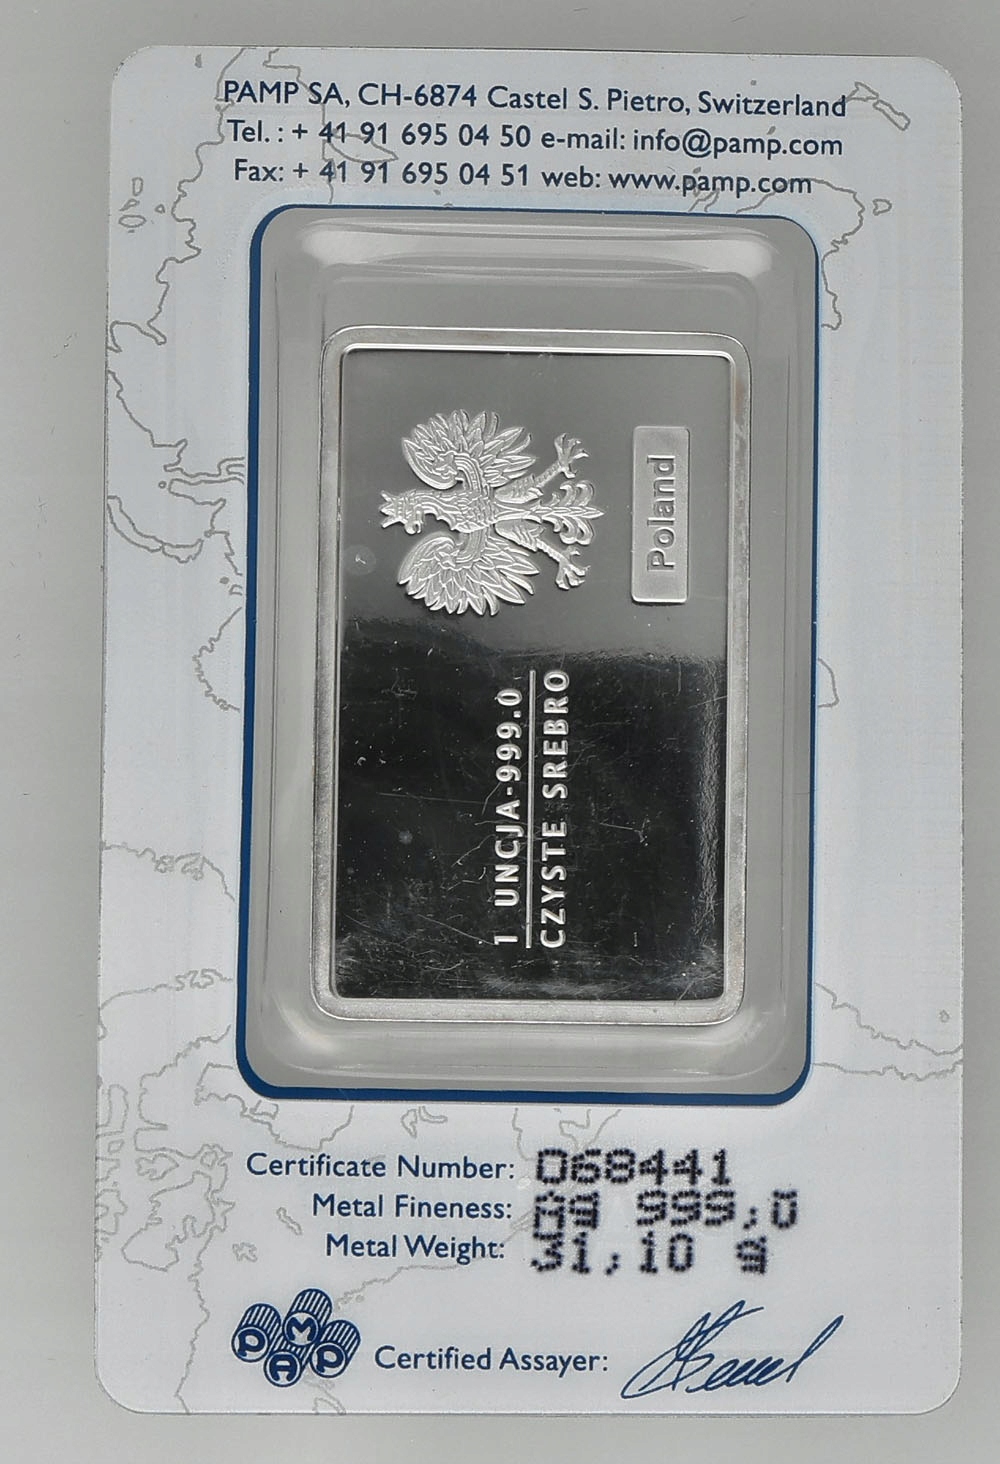 PAMP SA, CH-6874 Castel S. Pietro, Switzerland
Tel. : + 41 91 695 04 50 e-mail: info@pamp.com
Fax: + 41 91 695 04 51 web: www.pamp.com
Poland
1 UNCJA-999.0
CZYSTE SREBRO
Certificate Number: 068441
Metal Fineness: Ag 999,0
Metal Weight: 31,10 g
PAMP
Certified Assayer: